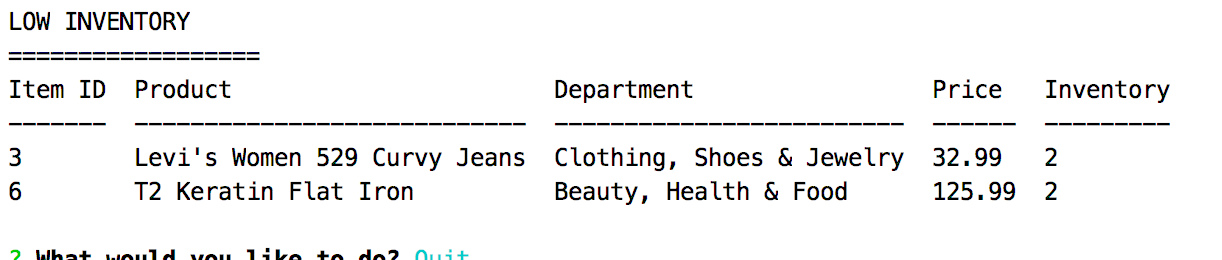 LOW INVENTORY
==================
Item ID  Product                       Department                 Price   Inventory
-------  ----------------------------  -------------------------  ------  ---------
3        Levi's Women 529 Curvy Jeans  Clothing, Shoes & Jewelry  32.99   2
6        T2 Keratin Flat Iron          Beauty, Health & Food      125.99  2
? What would you like to do? Quit